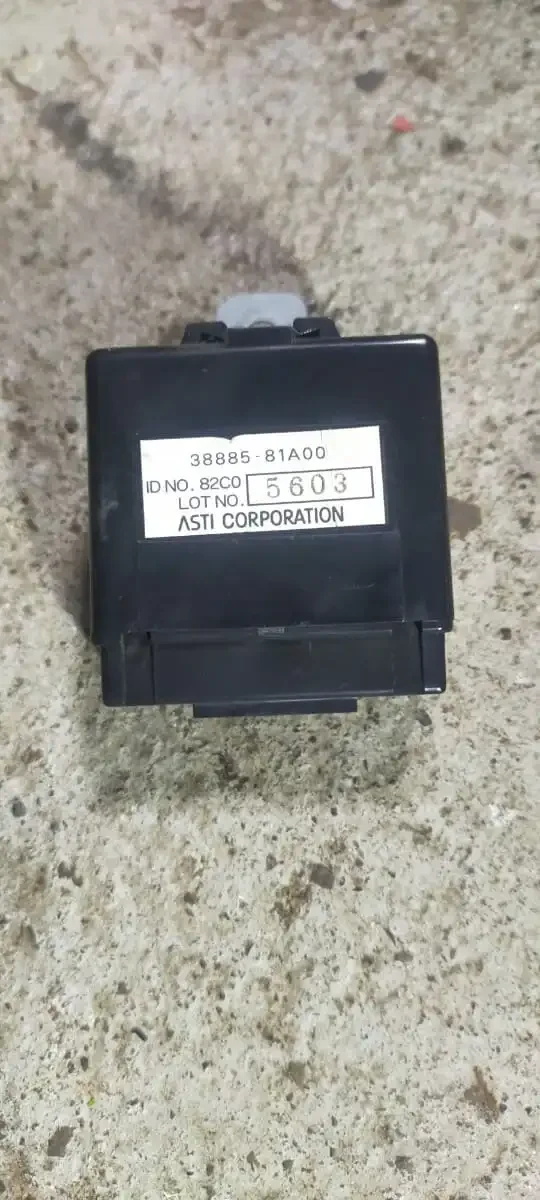 38885-81A00
ID NO. 82C0
LOT NO. 5603
ASTI CORPORATION